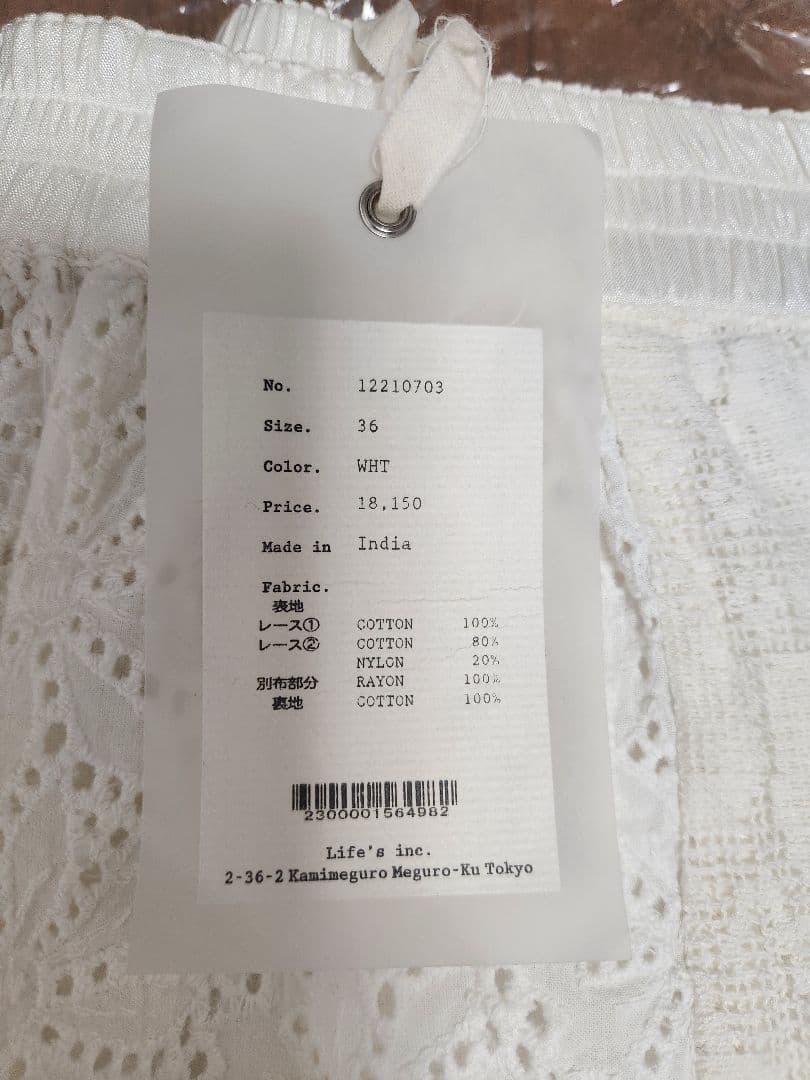 No. 12210703
Size. 36
Color. WHT
Price. 18,150
Made in India
Fabric.
表地
レース① COTTON 100%
レース② COTTON 80%
NYLON 20%
別布部分 RAYON 100%
裏地 COTTON 100%
2300001564982
Life's inc.
2-36-2 Kamimeguro Meguro-Ku Tokyo